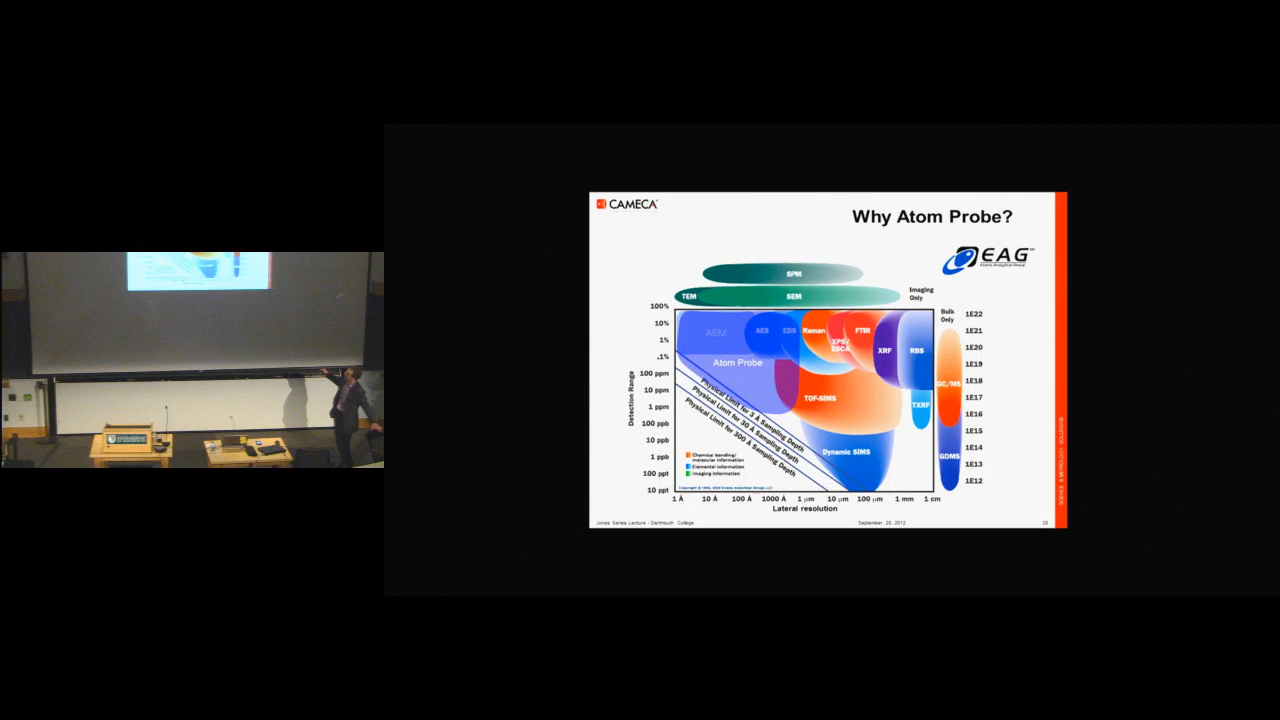 CAMECA
Why Atom Probe?
EAG
Evans Analytical Group
SM
SPM
TEM
SEM
Imaging
Only
Bulk
Only
100%
10%
1%
.1%
100 ppm
10 ppm
1 ppm
100 ppb
10 ppb
1 ppb
100 ppt
10 ppt
Detection Range
AEM
AES
EDS
Raman
XPS/
ESCA
FTIR
XRF
RBS
Atom Probe
TOF-SIMS
TXRF
GC/MS
GDMS
Dynamic SIMS
Physical Limit for 3 Å Sampling Depth
Physical Limit for 30 Å Sampling Depth
Physical Limit for 300 Å Sampling Depth
Chemical bonding/
molecular information
Elemental information
Imaging information
1E22
1E21
1E20
1E19
1E18
1E17
1E16
1E15
1E14
1E13
1E12
1 Å
10 Å
100 Å
1000 Å
1 μm
10 μm
100 μm
1 mm
1 cm
Lateral resolution
SCIENCE & METROLOGY SOLUTIONS
Jones Series Lecture - Dartmouth College
September 28, 2012